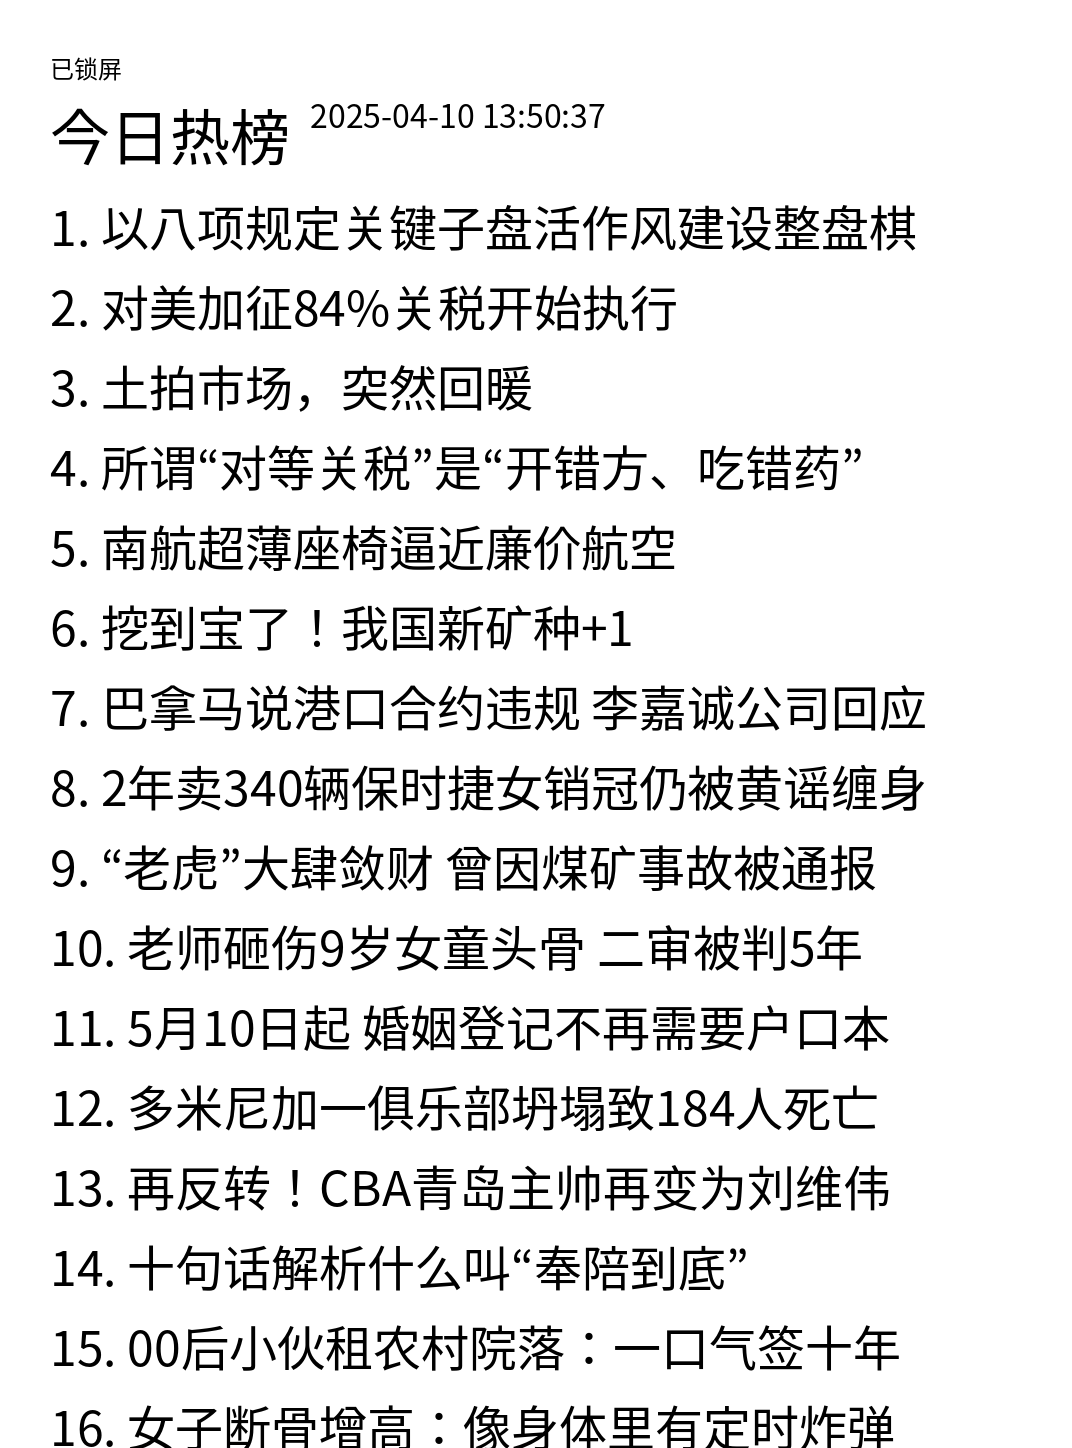 已锁屏
今日热榜 2025-04-10 13:50:37
1. 以八项规定关键子盘活作风建设整盘棋
2. 对美加征84%关税开始执行
3. 土拍市场，突然回暖
4. 所谓“对等关税”是“开错方、吃错药”
5. 南航超薄座椅逼近廉价航空
6. 挖到宝了！我国新矿种+1
7. 巴拿马说港口合约违规 李嘉诚公司回应
8. 2年卖340辆保时捷女销冠仍被黄谣缠身
9. “老虎”大肆敛财 曾因煤矿事故被通报
10. 老师砸伤9岁女童头骨 二审被判5年
11. 5月10日起 婚姻登记不再需要户口本
12. 多米尼加一俱乐部坍塌致184人死亡
13. 再反转！CBA青岛主帅再变为刘维伟
14. 十句话解析什么叫“奉陪到底”
15. 00后小伙租农村院落：一口气签十年
16. 女子断骨增高：像身体里有定时炸弹